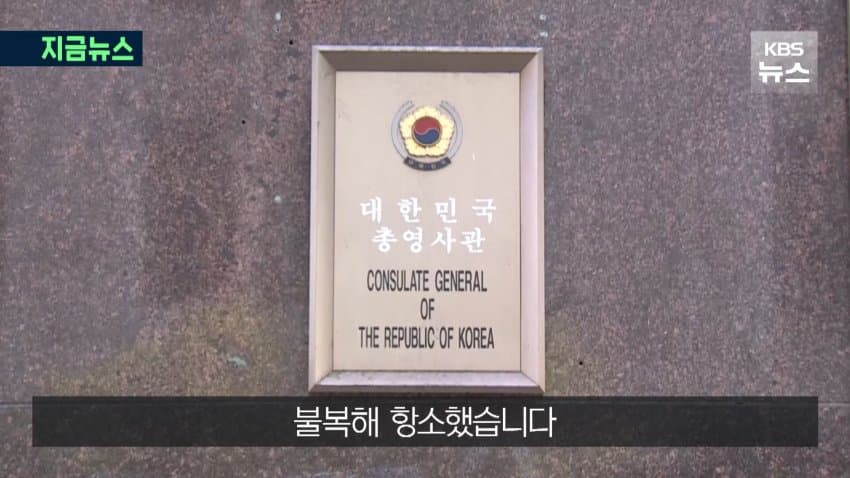 지금뉴스
KBS
뉴스
대한민국
총영사관
CONSULATE GENERAL
OF
THE REPUBLIC OF KOREA
불복해 항소했습니다